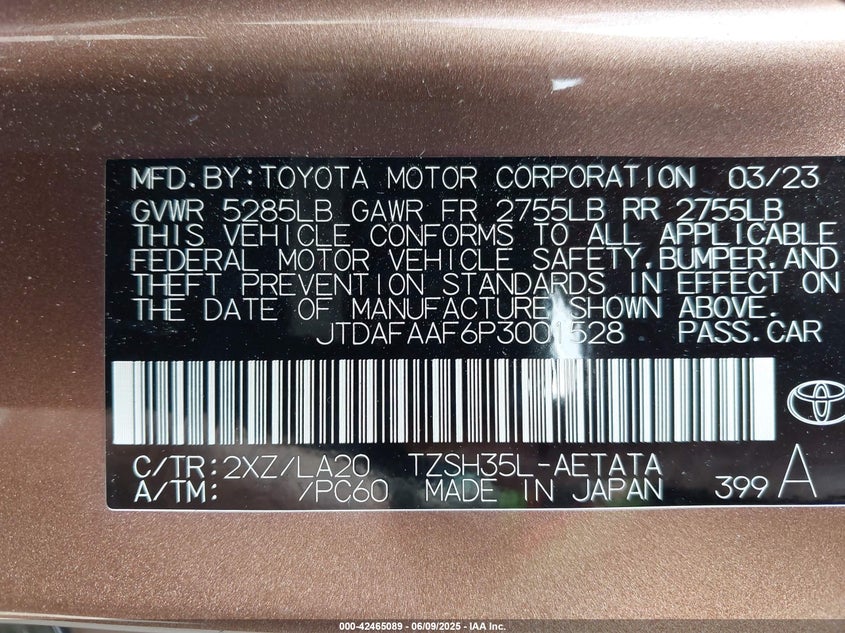 MFD.BY:TOYOTA MOTOR CORPORATION 03/23
GVWR 5285LB GAWR FR 2755LB RR 2755LB
THIS VEHICLE CONFORMS TO ALL APPLICABLE
FEDERAL MOTOR VEHICLE SAFETY,BUMPER,AND
THEFT PREVENTION STANDARDS IN EFFECT ON
THE DATE OF MANUFACTURE SHOWN ABOVE.
JTDAFAAF6P3001528 PASS.CAR
C/TR:2XZ/LA20 TZSH35L-AETATA
A/TM: /PC60 MADE IN JAPAN 399 A
000-42465089 - 06/09/2025 - IAA Inc.